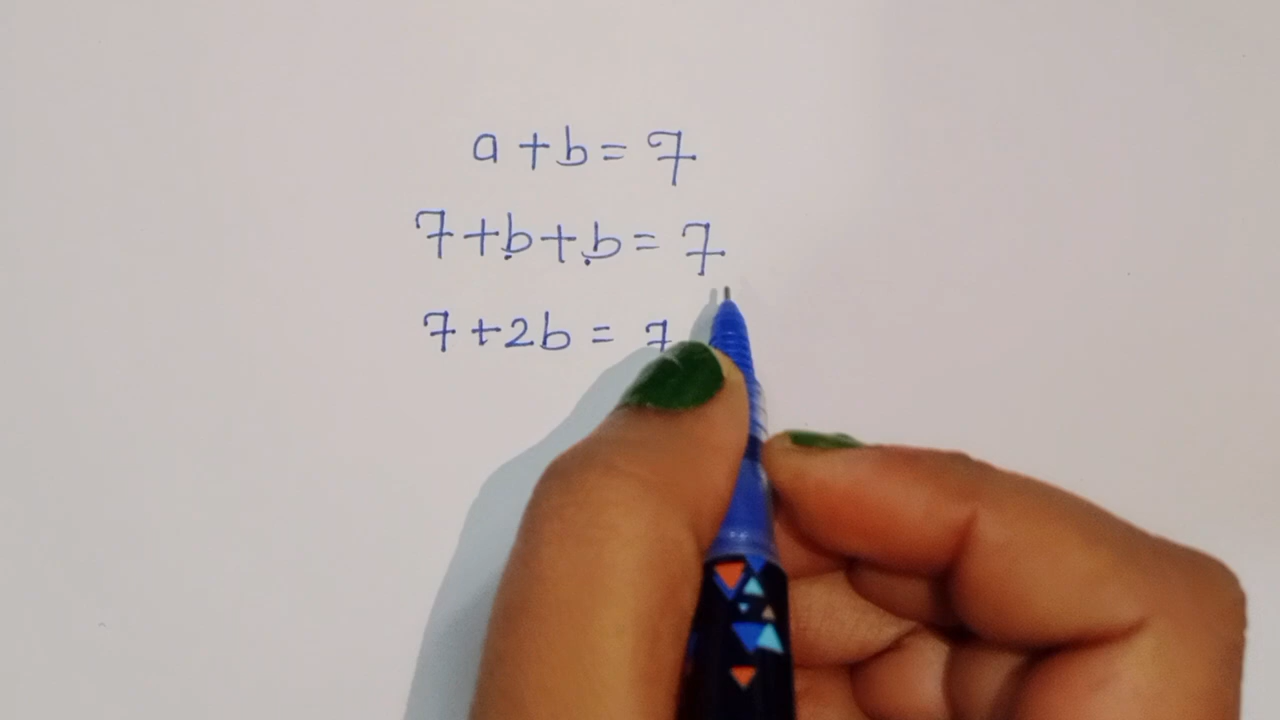 a + b = 7
7 + b + b = 7
7 + 2b = 7